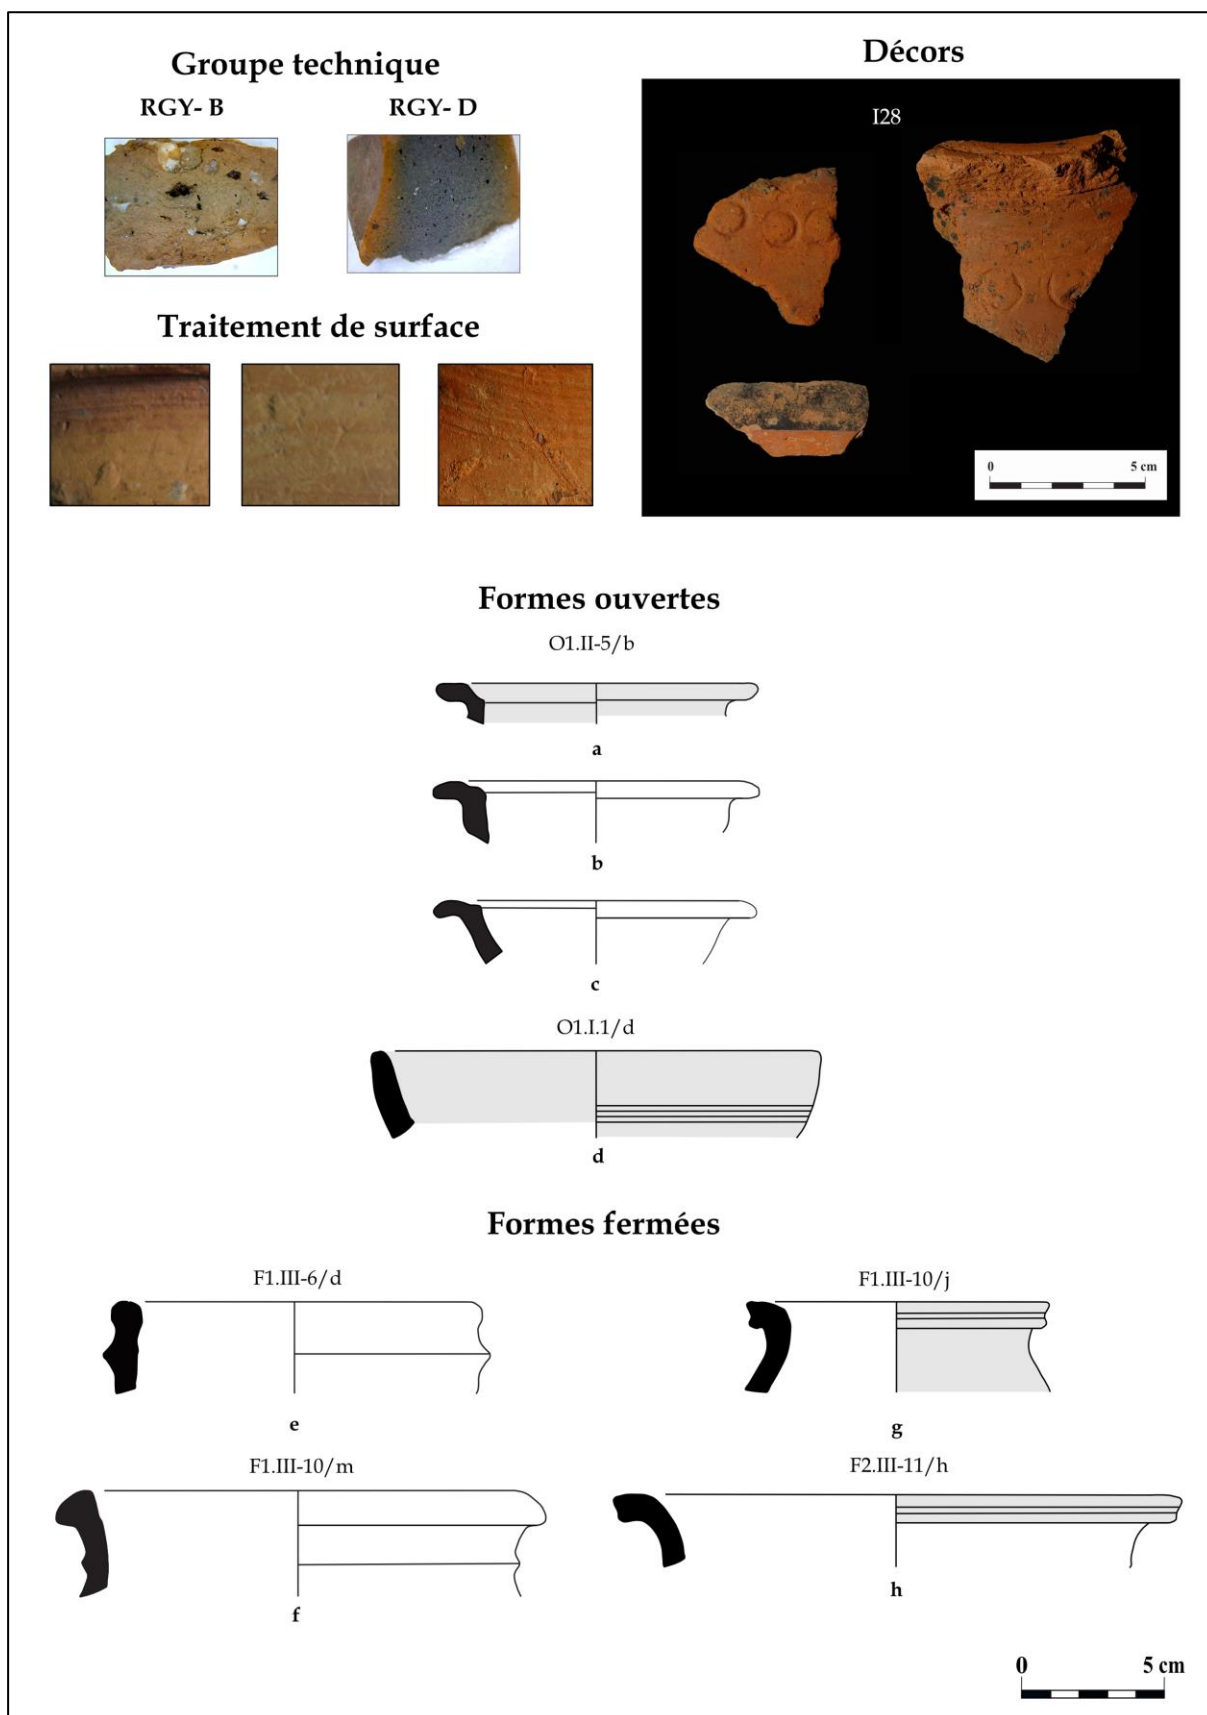 Groupe technique
RGY- B
RGY- D
Traitement de surface
Décors
I28
0 5 cm
Formes ouvertes
O1.II-5/b
a
b
c
O1.I.1/d
d
Formes fermées
F1.III-6/d
e
F1.III-10/j
g
F1.III-10/m
f
F2.III-11/h
h
0 5 cm